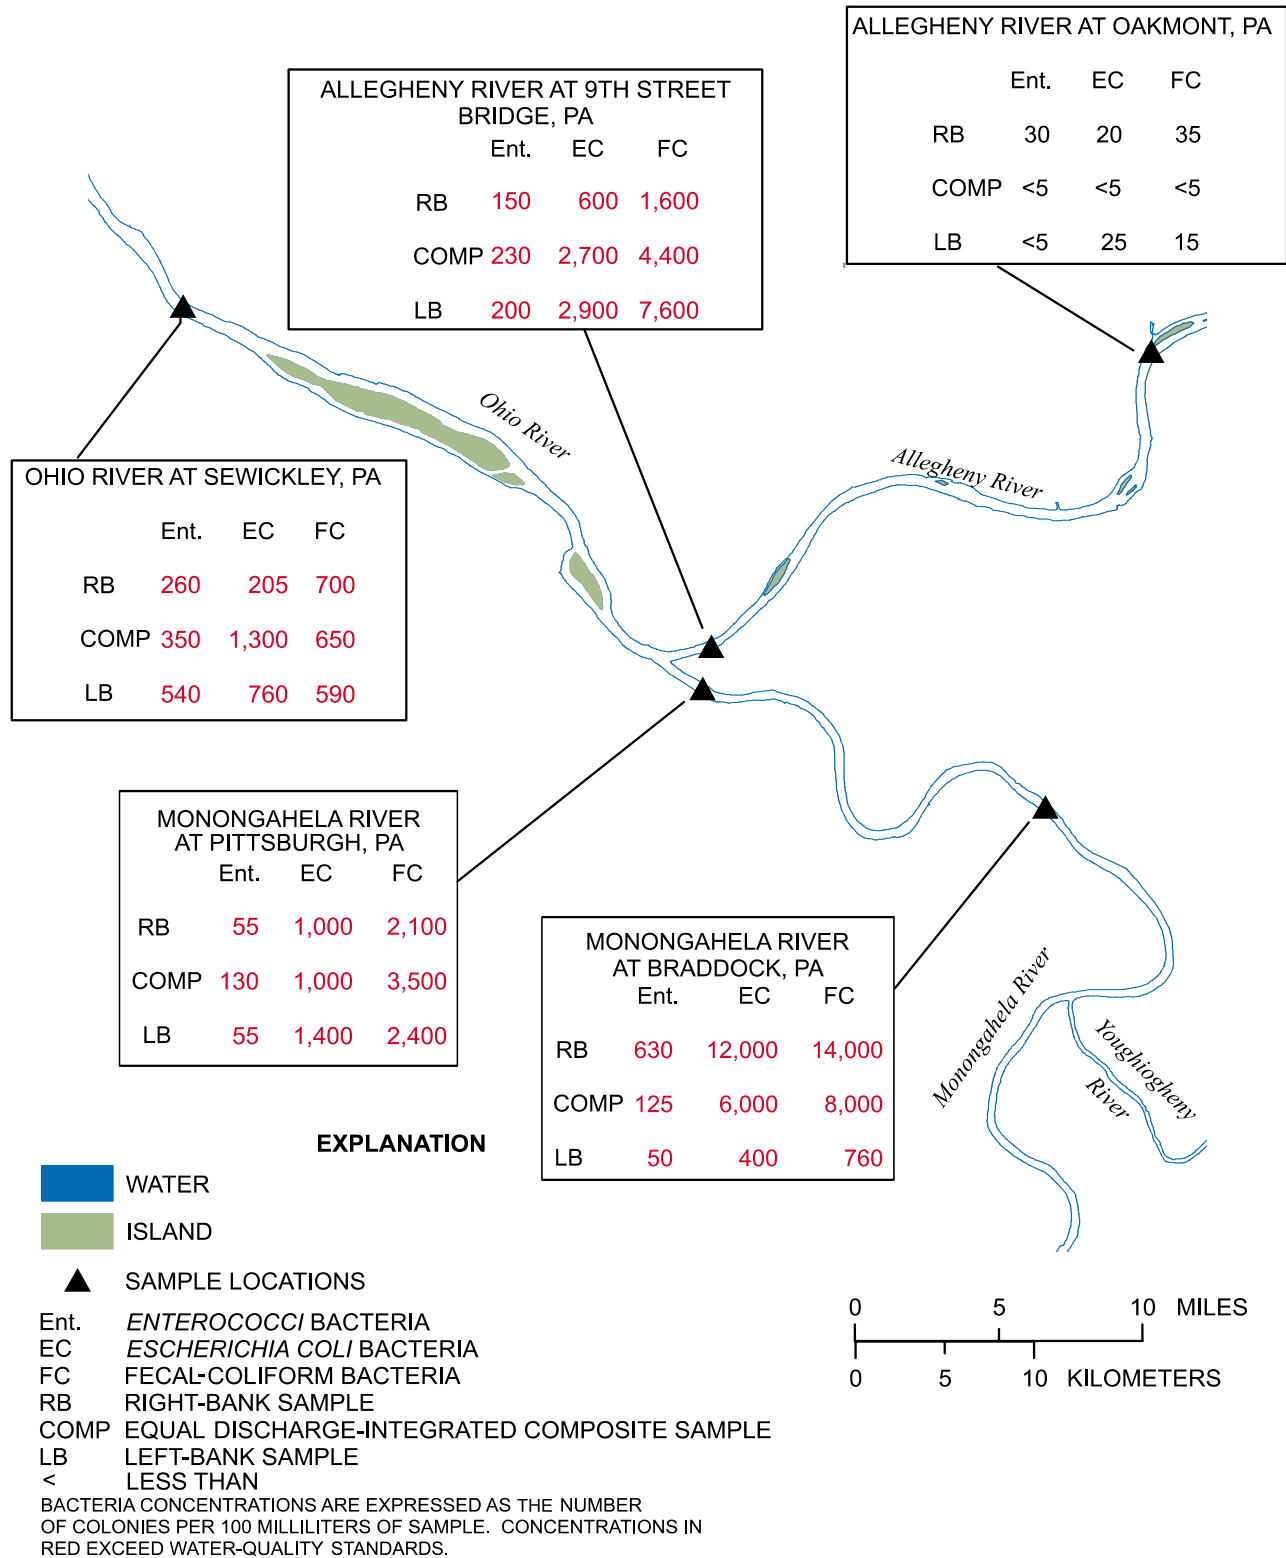 ALLEGHENY RIVER AT OAKMONT, PA
Ent. EC FC
RB 30 20 35
COMP <5 <5 <5
LB <5 25 15
ALLEGHENY RIVER AT 9TH STREET
BRIDGE, PA
Ent. EC FC
RB 150 600 1,600
COMP 230 2,700 4,400
LB 200 2,900 7,600
Ohio River
Allegheny River
OHIO RIVER AT SEWICKLEY, PA
Ent. EC FC
RB 260 205 700
COMP 350 1,300 650
LB 540 760 590
MONONGAHELA RIVER
AT PITTSBURGH, PA
Ent. EC FC
RB 55 1,000 2,100
COMP 130 1,000 3,500
LB 55 1,400 2,400
MONONGAHELA RIVER
AT BRADDOCK, PA
Ent. EC FC
RB 630 12,000 14,000
COMP 125 6,000 8,000
LB 50 400 760
Monongahela River
Youghiogheny
River
EXPLANATION
WATER
ISLAND
SAMPLE LOCATIONS
Ent. ENTEROCOCCI BACTERIA
EC ESCHERICHIA COLI BACTERIA
FC FECAL-COLIFORM BACTERIA
RB RIGHT-BANK SAMPLE
COMP EQUAL DISCHARGE-INTEGRATED COMPOSITE SAMPLE
LB LEFT-BANK SAMPLE
< LESS THAN
BACTERIA CONCENTRATIONS ARE EXPRESSED AS THE NUMBER
OF COLONIES PER 100 MILLILITERS OF SAMPLE. CONCENTRATIONS IN
RED EXCEED WATER-QUALITY STANDARDS.
0 5 10 MILES
0 5 10 KILOMETERS